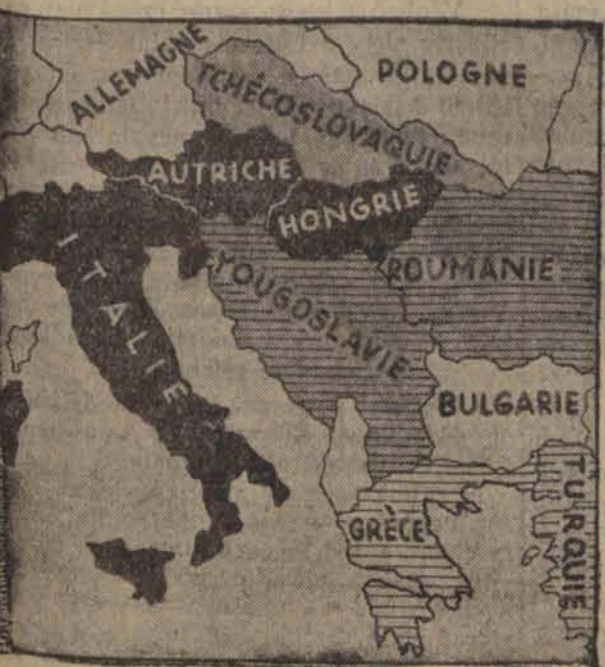 ALLEMAGNE
POLOGNE
TCHÉCOSLOVAQUIE
AUTRICHE
HONGRIE
ITALIE
YOUGOSLAVIE
ROUMANIE
BULGARIE
GRÈCE
TURQUIE